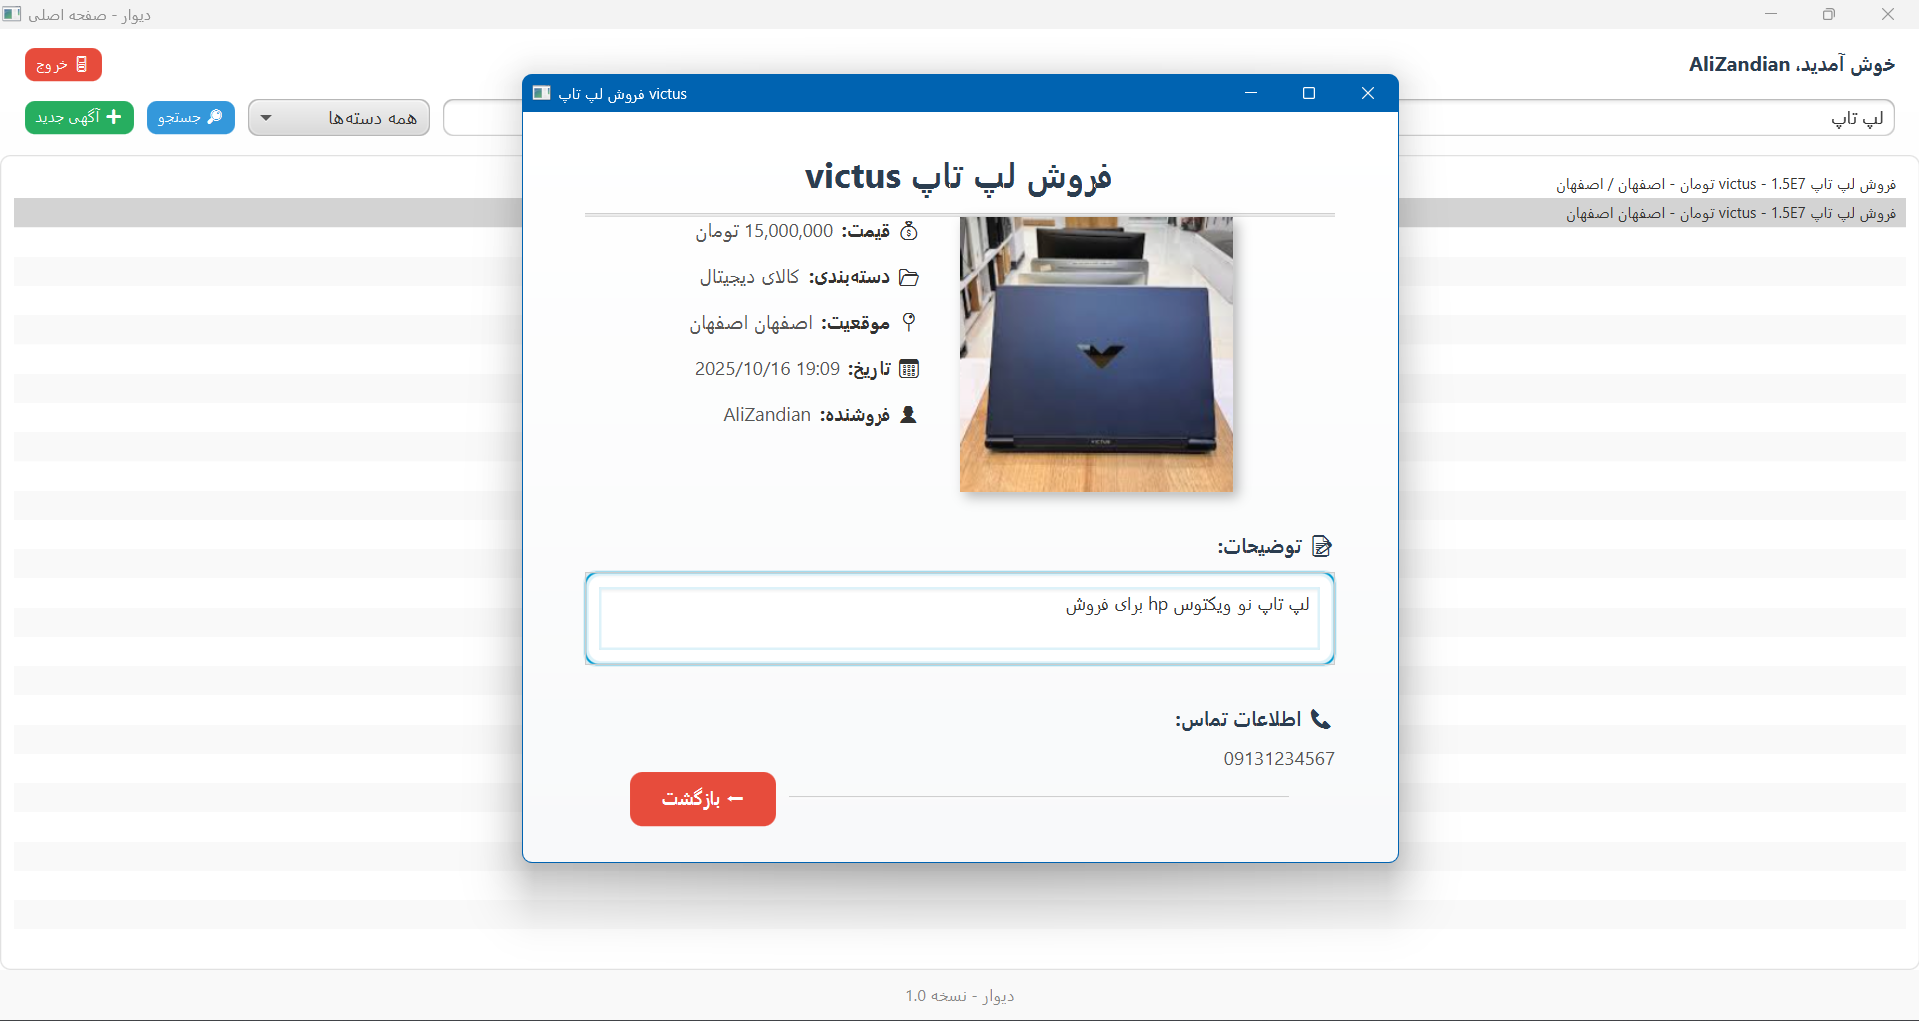 دیوار - صفحه اصلی
خوش آمدید، AliZandian
خروج
لپ تاپ
همه دسته‌ها
جستجو
آگهی جدید
فروش لپ تاپ victus - 1.5E7 تومان - اصفهان / اصفهان
فروش لپ تاپ victus - 1.5E7 تومان - اصفهان اصفهان
فروش لپ تاپ victus
فروش لپ تاپ victus
قیمت: 15,000,000 تومان
دسته‌بندی: کالای دیجیتال
موقعیت: اصفهان اصفهان
تاریخ: 2025/10/16 19:09
فروشنده: AliZandian
VICTUS
توضیحات:
لپ تاپ نو ویکتوس hp برای فروش
اطلاعات تماس:
09131234567
← بازگشت
دیوار - نسخه 1.0